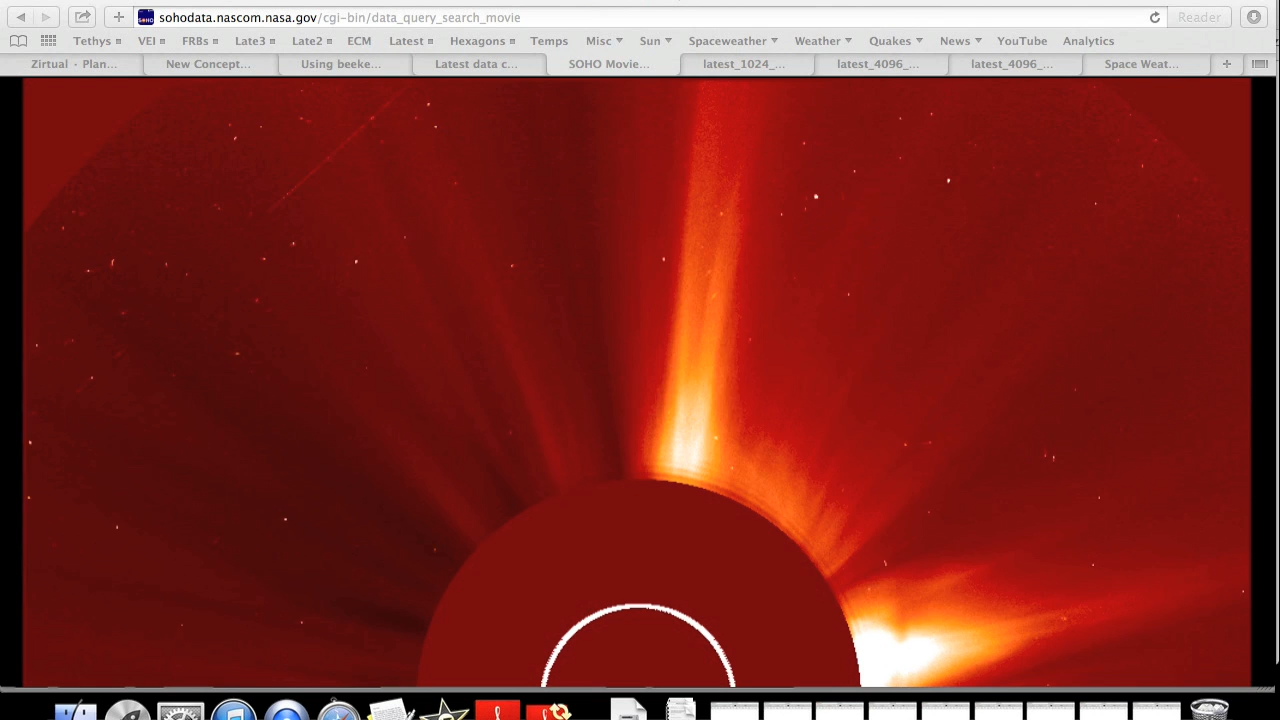 sohodata.nascom.nasa.gov/cgi-bin/data_query_search_movie
Reader
Tethys VEI FRBs Late3 Late2 ECM Latest Hexagons Temps Misc Sun Spaceweather Weather Quakes News YouTube Analytics
Zirtual - Plan... New Concept... Using beeke... Latest data c... SOHO Movie... latest_1024_... latest_4096_... latest_4096_... Space Weat...